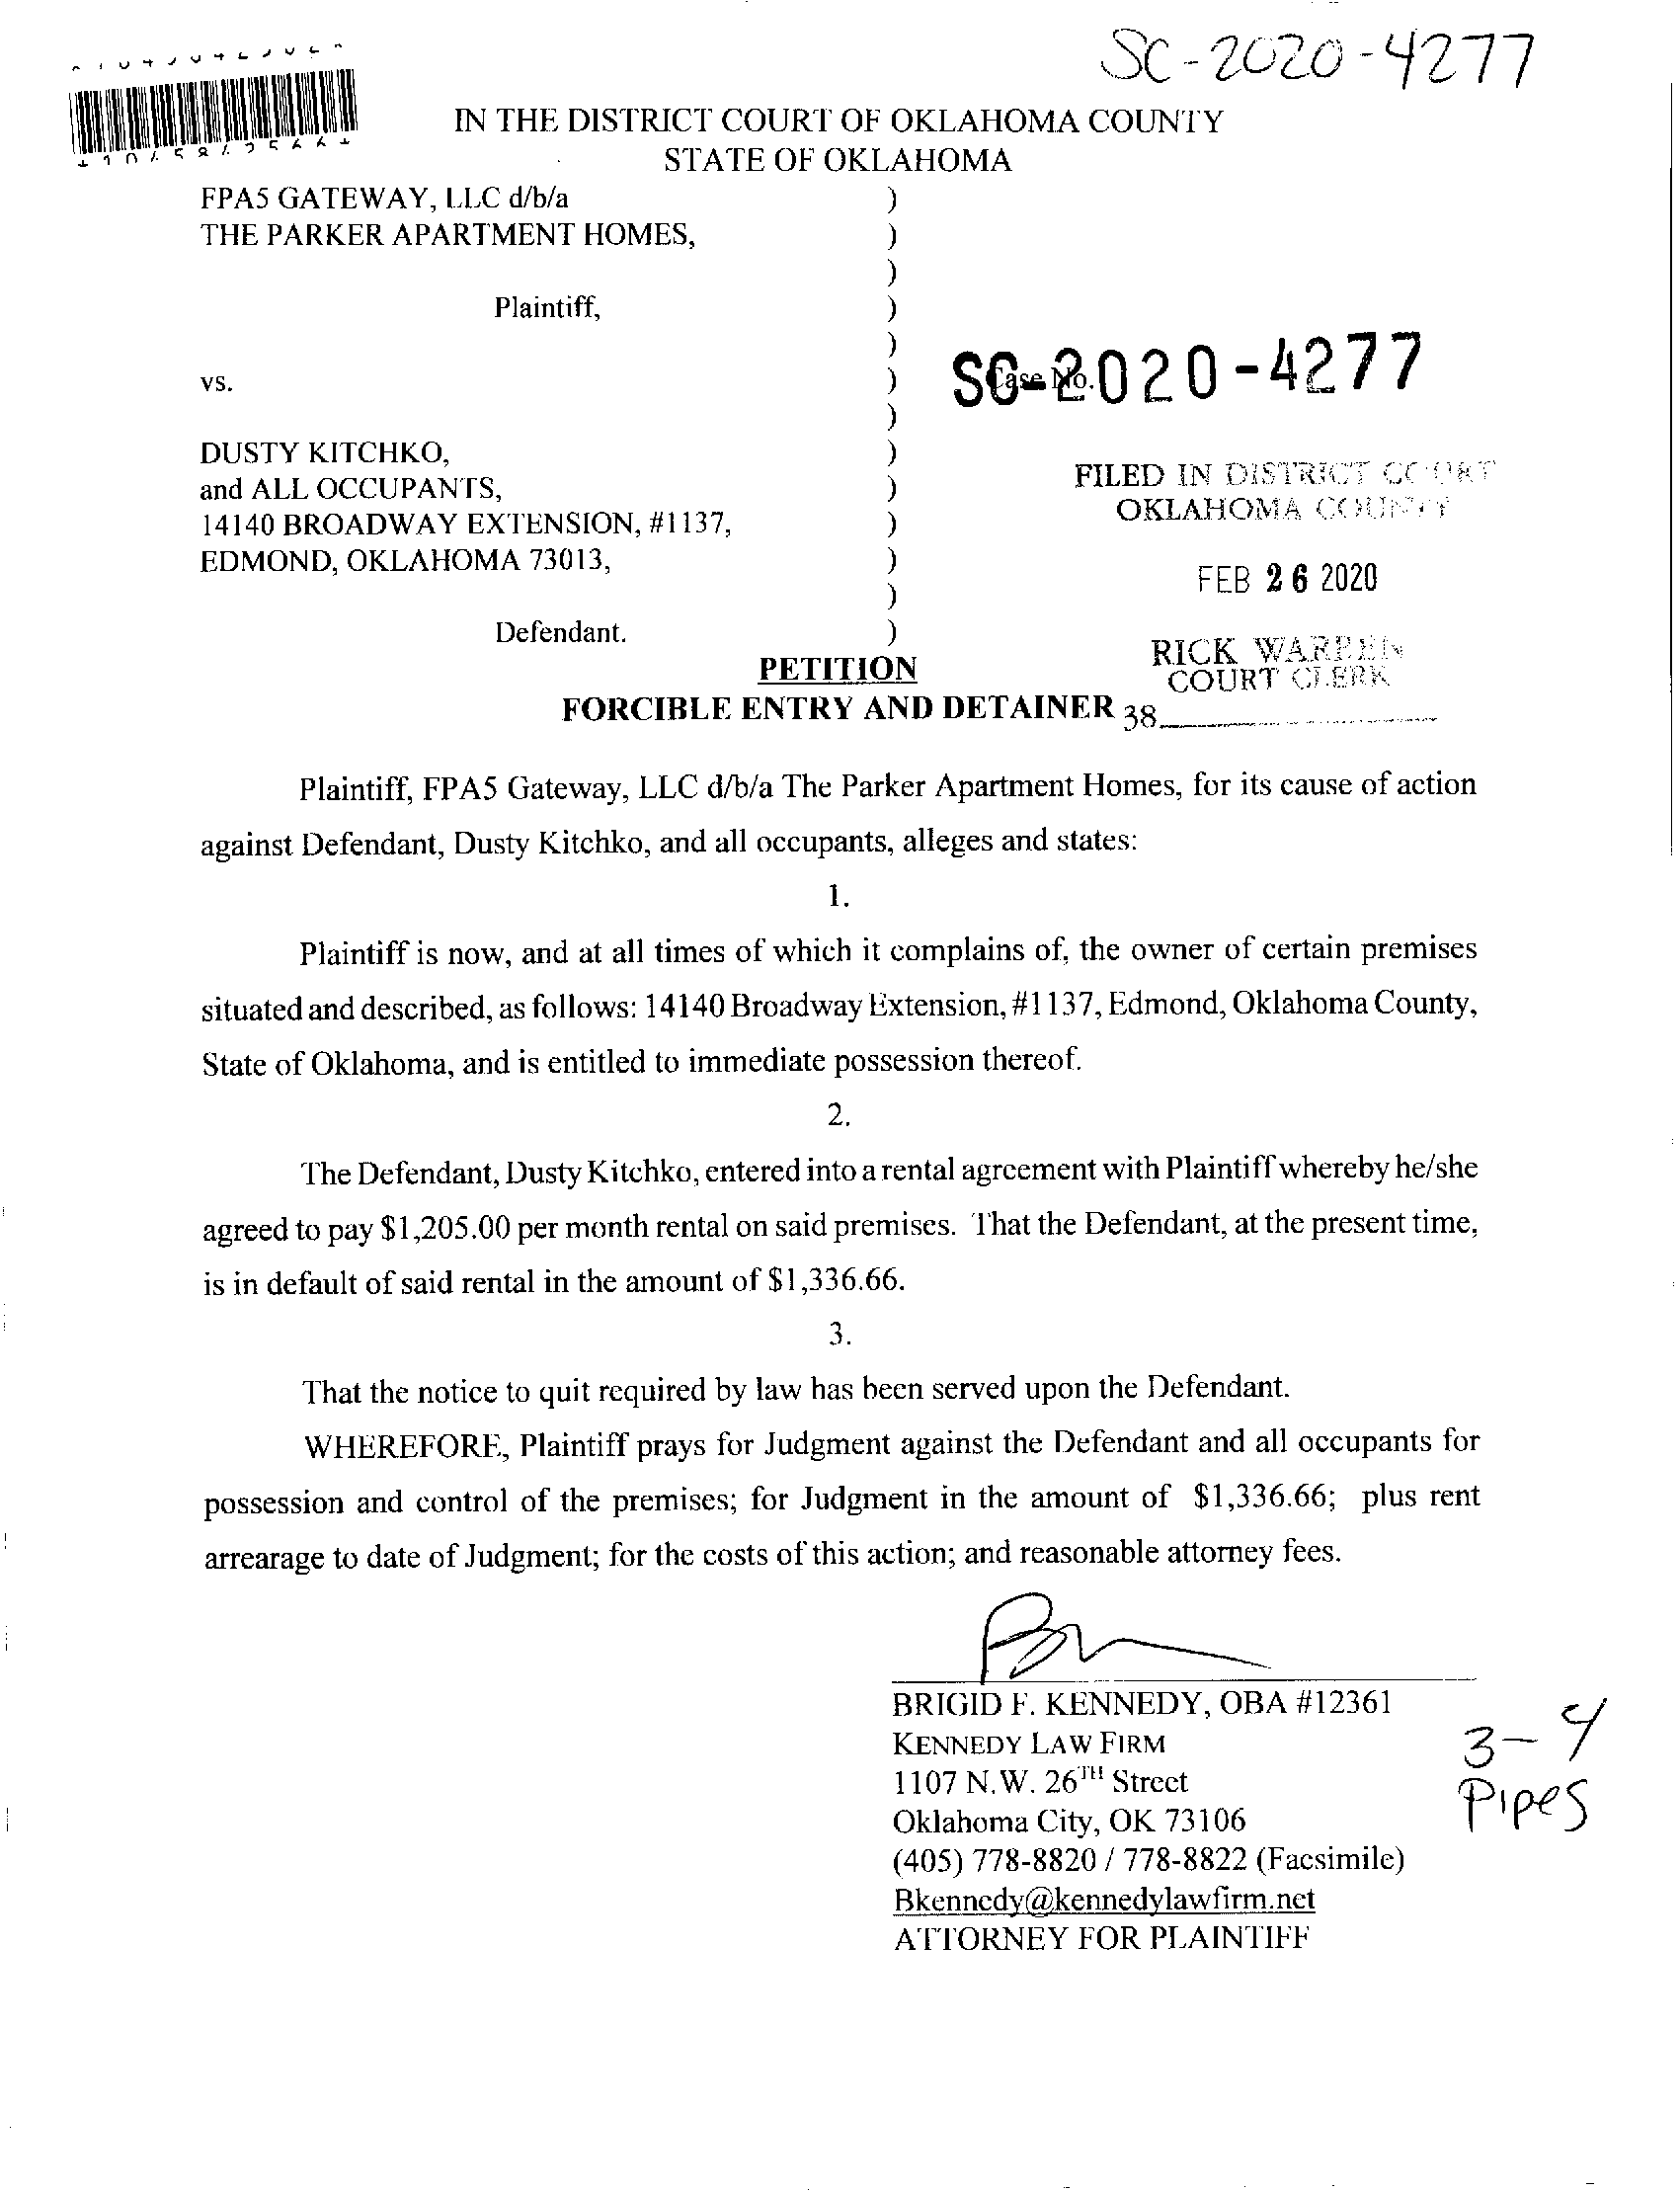 SC-2020-4277
IN THE DISTRICT COURT OF OKLAHOMA COUNTY
STATE OF OKLAHOMA
FPA5 GATEWAY, LLC d/b/a )
THE PARKER APARTMENT HOMES, )
)
Plaintiff, )
)
vs. ) Case No. SC-2020-4277
)
DUSTY KITCHKO, )
and ALL OCCUPANTS, )
14140 BROADWAY EXTENSION, #1137, )
EDMOND, OKLAHOMA 73013, )
)
Defendant. )
FILED IN DISTRICT COURT
OKLAHOMA COUNTY
FEB 26 2020
RICK WARREN
COURT CLERK
38
PETITION
FORCIBLE ENTRY AND DETAINER
Plaintiff, FPA5 Gateway, LLC d/b/a The Parker Apartment Homes, for its cause of action
against Defendant, Dusty Kitchko, and all occupants, alleges and states:
1.
Plaintiff is now, and at all times of which it complains of, the owner of certain premises
situated and described, as follows: 14140 Broadway Extension, #1137, Edmond, Oklahoma County,
State of Oklahoma, and is entitled to immediate possession thereof.
2.
The Defendant, Dusty Kitchko, entered into a rental agreement with Plaintiff whereby he/she
agreed to pay $1,205.00 per month rental on said premises. That the Defendant, at the present time,
is in default of said rental in the amount of $1,336.66.
3.
That the notice to quit required by law has been served upon the Defendant.
WHEREFORE, Plaintiff prays for Judgment against the Defendant and all occupants for
possession and control of the premises; for Judgment in the amount of $1,336.66; plus rent
arrearage to date of Judgment; for the costs of this action; and reasonable attorney fees.
BRIGID F. KENNEDY, OBA #12361
KENNEDY LAW FIRM
1107 N.W. 26TH Street
Oklahoma City, OK 73106
(405) 778-8820 / 778-8822 (Facsimile)
Bkennedy@kennedylawfirm.net
ATTORNEY FOR PLAINTIFF
3-4
Pipes